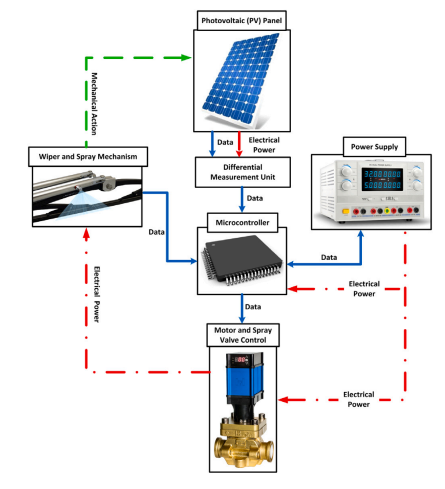 Photovoltaic (PV) Panel
Mechanical Action
Data
Electrical
Power
Wiper and Spray Mechanism
Differential
Measurement Unit
Power Supply
Data
Microcontroller
Data
Data
Electrical Power
Electrical
Power
Data
Motor and Spray
Valve Control
Electrical
Power